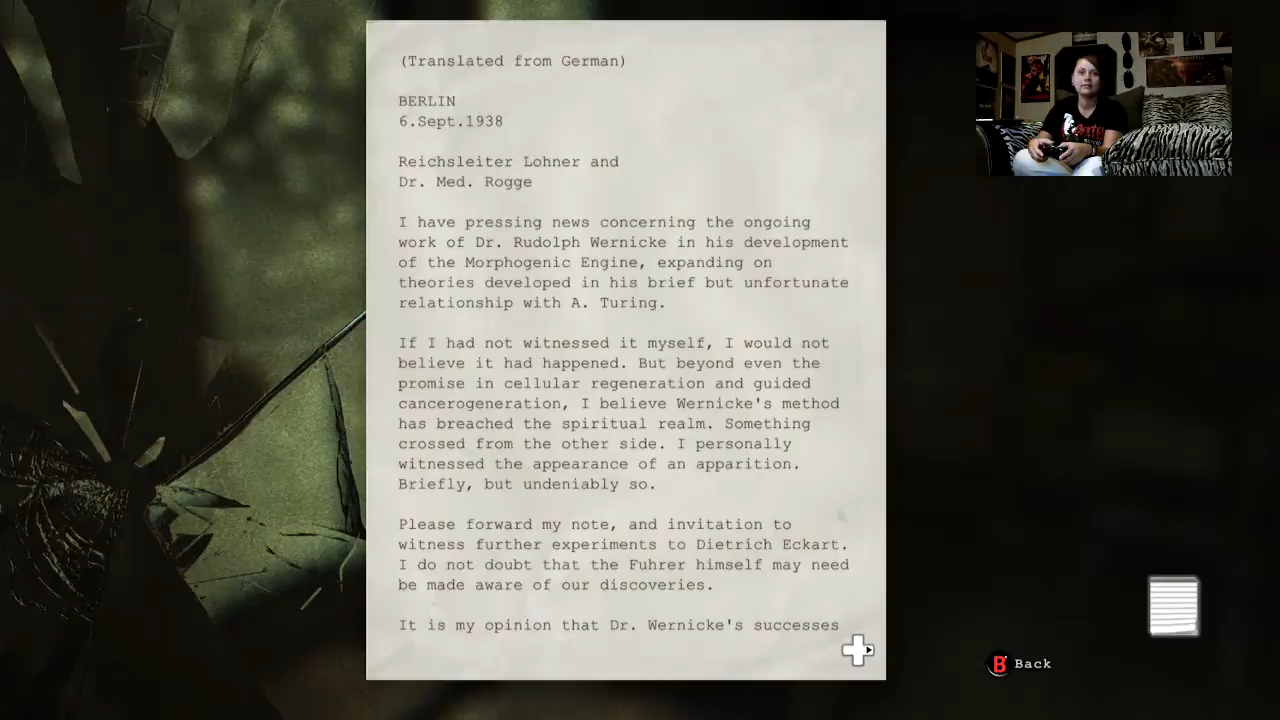 (Translated from German)
BERLIN
6.Sept.1938
Reichsleiter Lohner and
Dr. Med. Rogge
I have pressing news concerning the ongoing
work of Dr. Rudolph Wernicke in his development
of the Morphogenic Engine, expanding on
theories developed in his brief but unfortunate
relationship with A. Turing.
If I had not witnessed it myself, I would not
believe it had happened. But beyond even the
promise in cellular regeneration and guided
cancerogeneration, I believe Wernicke's method
has breached the spiritual realm. Something
crossed from the other side. I personally
witnessed the appearance of an apparition.
Briefly, but undeniably so.
Please forward my note, and invitation to
witness further experiments to Dietrich Eckart.
I do not doubt that the Fuhrer himself may need
be made aware of our discoveries.
It is my opinion that Dr. Wernicke's successes
B Back